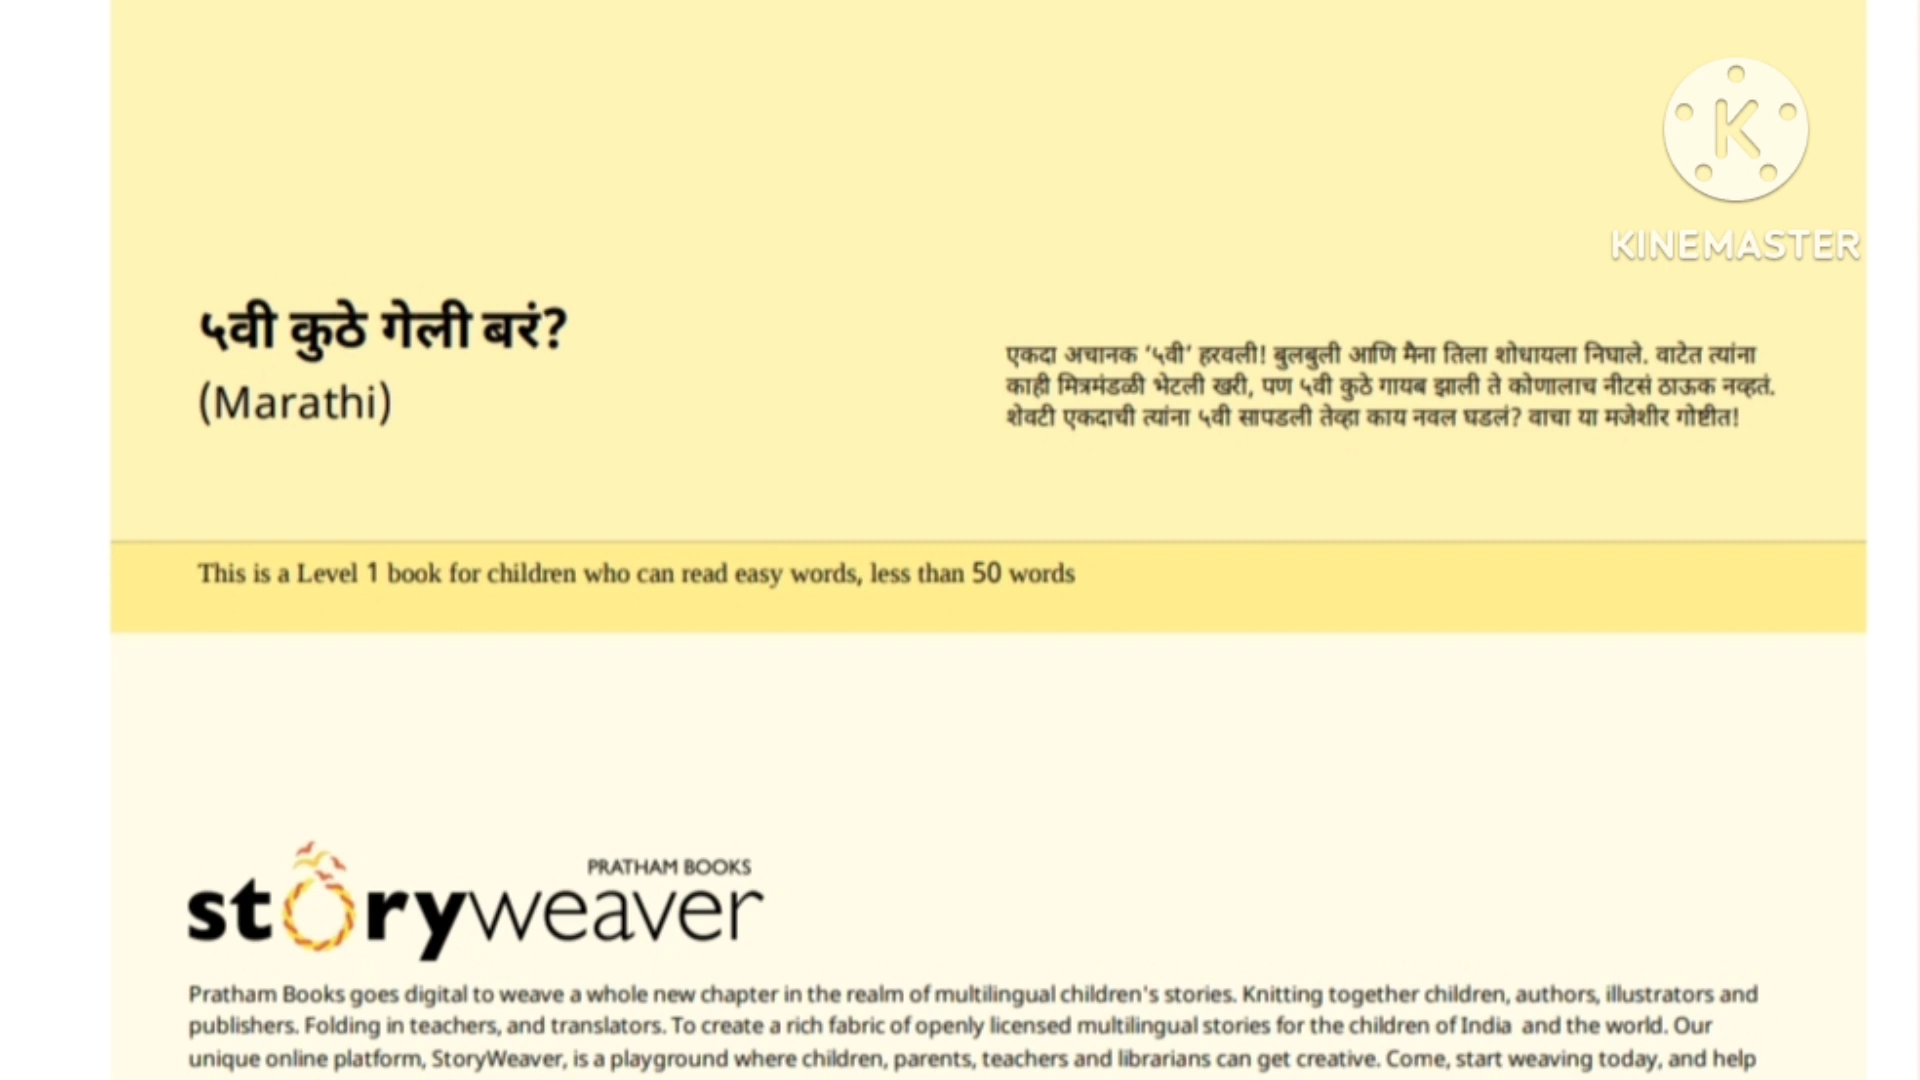 K
KINEMASTER
५वी कुठे गेली बरं?
(Marathi)
एकदा अचानक ‘५वी’ हरवली! बुलबुली आणि मैना तिला शोधायला निघाले. वाटेत त्यांना
काही मित्रमंडळी भेटली खरी, पण ५वी कुठे गायब झाली ते कोणालाच नीटसं ठाऊक नव्हतं.
शेवटी एकदाची त्यांना ५वी सापडली तेव्हा काय नवल घडलं? वाचा या मजेशीर गोष्टीत!
This is a Level 1 book for children who can read easy words, less than 50 words
PRATHAM BOOKS
storyweaver
Pratham Books goes digital to weave a whole new chapter in the realm of multilingual children's stories. Knitting together children, authors, illustrators and
publishers. Folding in teachers, and translators. To create a rich fabric of openly licensed multilingual stories for the children of India and the world. Our
unique online platform, StoryWeaver, is a playground where children, parents, teachers and librarians can get creative. Come, start weaving today, and help